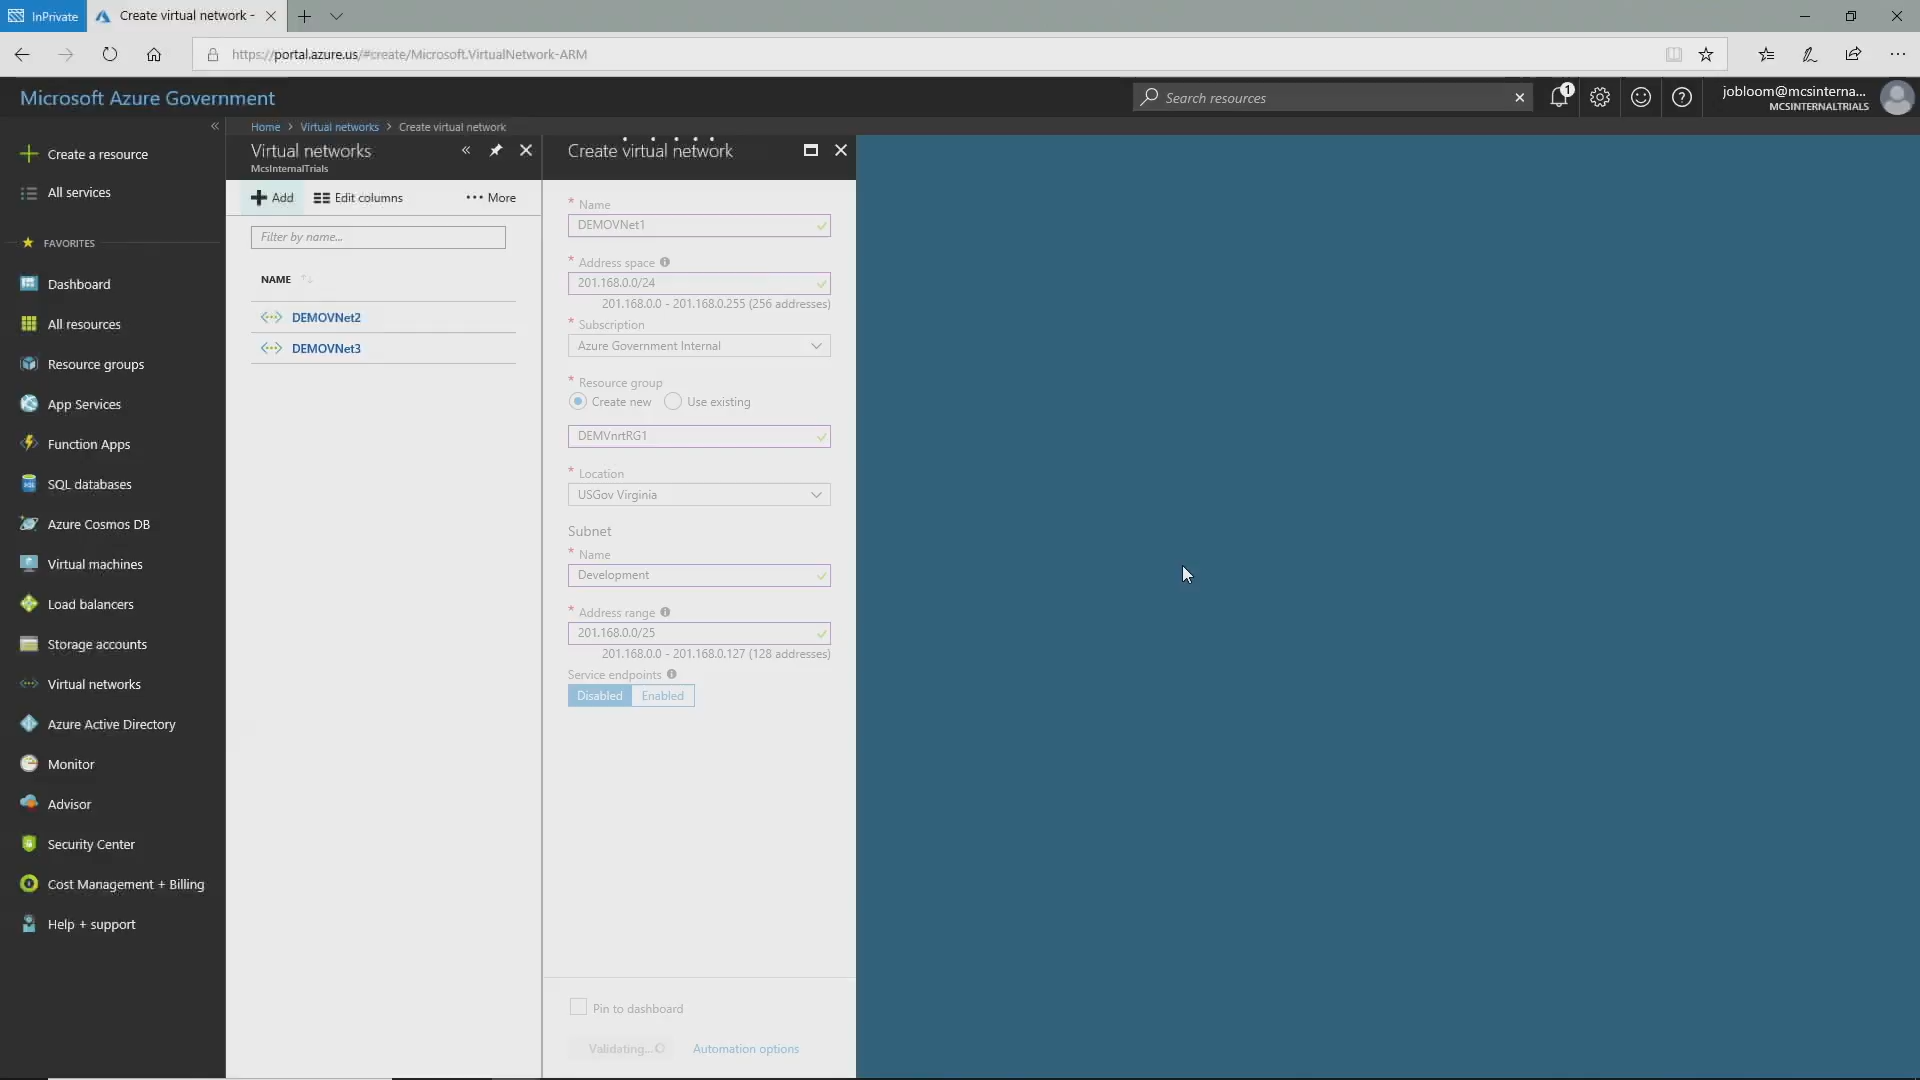 InPrivate
Create virtual network -
https://portal.azure.us/#create/Microsoft.VirtualNetwork-ARM
Microsoft Azure Government
Search resources
1
jobloom@mcsinterna...
MCSINTERNALTRIALS
Home > Virtual networks > Create virtual network
Create a resource
All services
FAVORITES
Dashboard
All resources
Resource groups
App Services
Function Apps
SQL databases
Azure Cosmos DB
Virtual machines
Load balancers
Storage accounts
Virtual networks
Azure Active Directory
Monitor
Advisor
Security Center
Cost Management + Billing
Help + support
Virtual networks
McsInternalTrials
Add
Edit columns
More
Filter by name...
NAME
DEMOVNet2
DEMOVNet3
Create virtual network
* Name
DEMOVNet1
* Address space
201.168.0.0/24
201.168.0.0 - 201.168.0.255 (256 addresses)
* Subscription
Azure Government Internal
* Resource group
Create new
Use existing
DEMVnrtRG1
* Location
USGov Virginia
Subnet
* Name
Development
* Address range
201.168.0.0/25
201.168.0.0 - 201.168.0.127 (128 addresses)
Service endpoints
Disabled
Enabled
Pin to dashboard
Validating...
Automation options